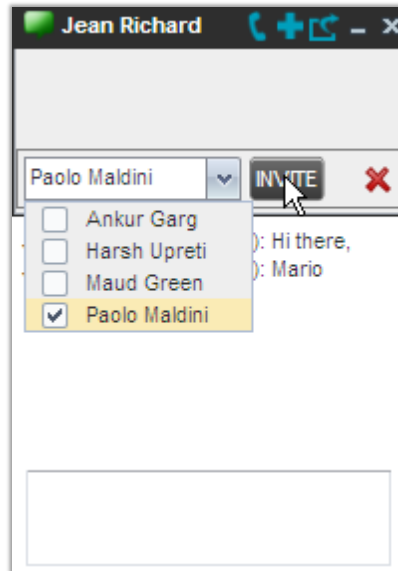 Jean Richard
Paolo Maldini
INVITE
Ankur Garg
): Hi there,
Harsh Upreti
): Mario
Maud Green
Paolo Maldini